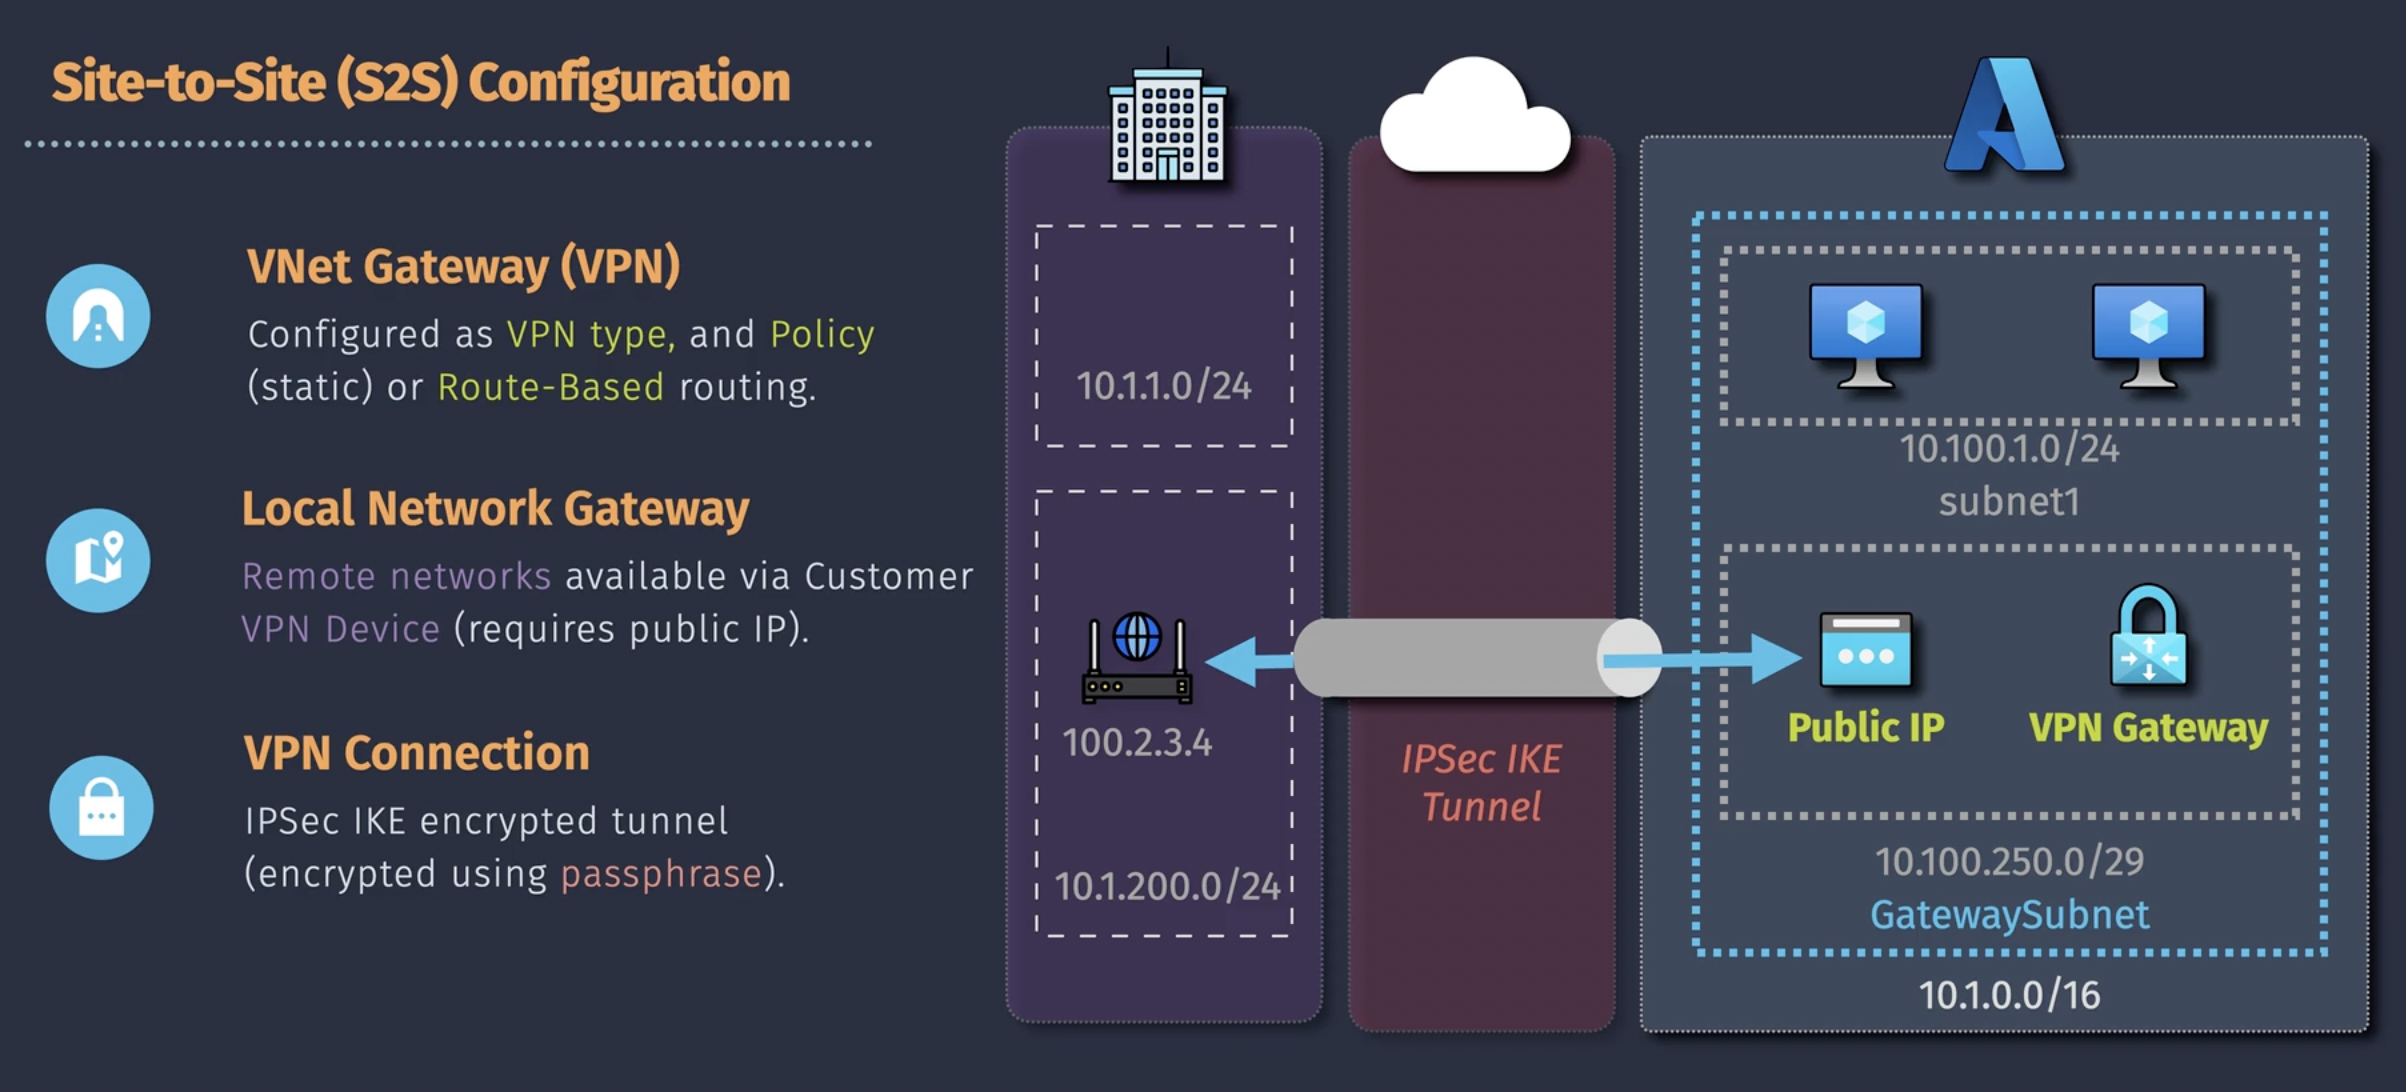 Site-to-Site (S2S) Configuration
VNet Gateway (VPN)
Configured as VPN type, and Policy
(static) or Route-Based routing.
Local Network Gateway
Remote networks available via Customer
VPN Device (requires public IP).
VPN Connection
IPSec IKE encrypted tunnel
(encrypted using passphrase).
10.1.1.0/24
100.2.3.4
10.1.200.0/24
IPSec IKE
Tunnel
10.100.1.0/24
subnet1
Public IP
VPN Gateway
10.100.250.0/29
GatewaySubnet
10.1.0.0/16